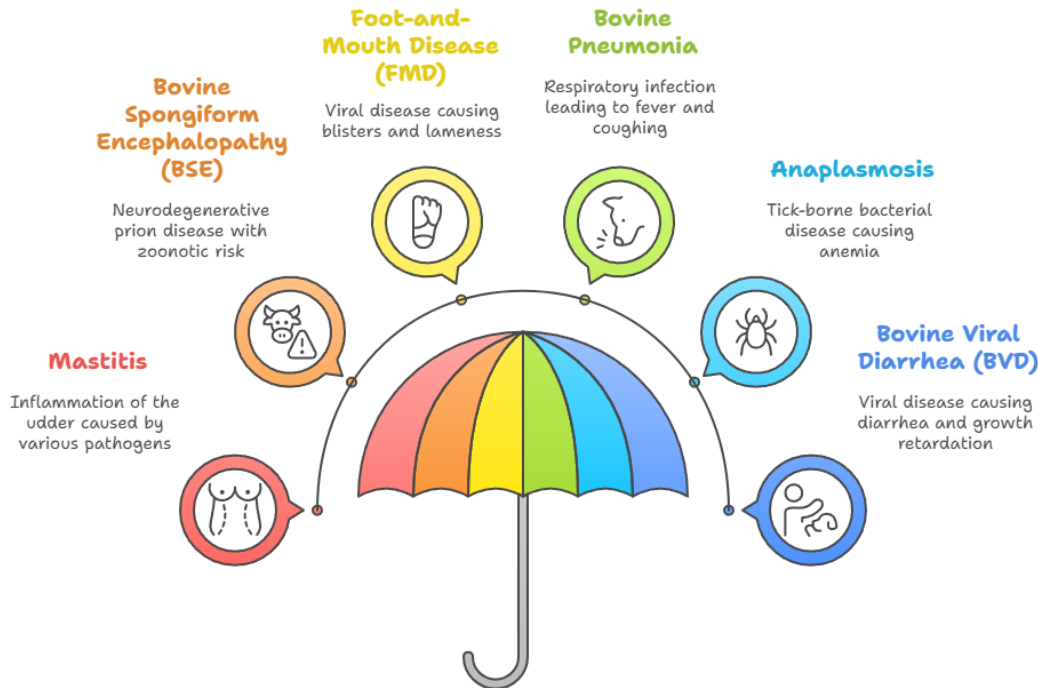 Mastitis
Inflammation of the
udder caused by
various pathogens
Bovine
Spongiform
Encephalopathy
(BSE)
Neurodegenerative
prion disease with
zoonotic risk
Foot-and-
Mouth Disease
(FMD)
Viral disease causing
blisters and lameness
Bovine
Pneumonia
Respiratory infection
leading to fever and
coughing
Anaplasmosis
Tick-borne bacterial
disease causing
anemia
Bovine Viral
Diarrhea (BVD)
Viral disease causing
diarrhea and growth
retardation